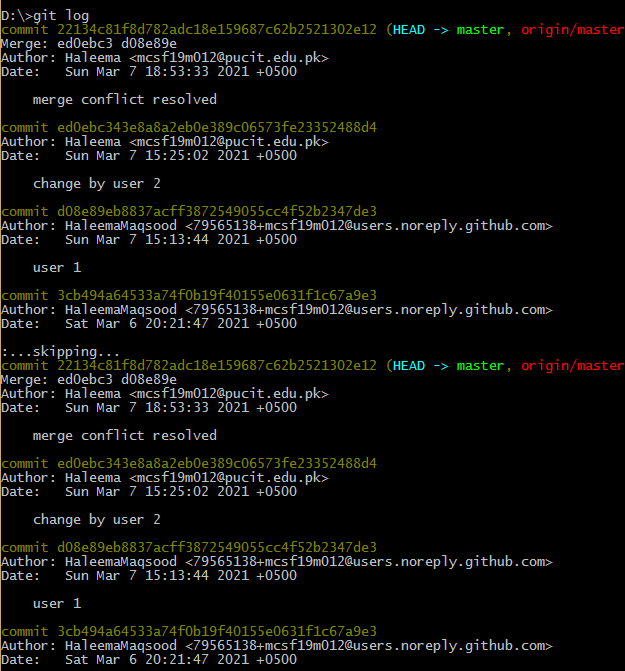 D:\>git log
commit 22134c81f8d782adc18e159687c62b2521302e12 (HEAD -> master, origin/master
Merge: ed0ebc3 d08e89e
Author: Haleema <mcsf19m012@pucit.edu.pk>
Date:   Sun Mar 7 18:53:33 2021 +0500
    merge conflict resolved
commit ed0ebc343e8a8a2eb0e389c06573fe23352488d4
Author: Haleema <mcsf19m012@pucit.edu.pk>
Date:   Sun Mar 7 15:25:02 2021 +0500
    change by user 2
commit d08e89eb8837acff3872549055cc4f52b2347de3
Author: HaleemaMaqsood <79565138+mcsf19m012@users.noreply.github.com>
Date:   Sun Mar 7 15:13:44 2021 +0500
    user 1
commit 3cb494a64533a74f0b19f40155e0631f1c67a9e3
Author: HaleemaMaqsood <79565138+mcsf19m012@users.noreply.github.com>
Date:   Sat Mar 6 20:21:47 2021 +0500
:...skipping...
commit 22134c81f8d782adc18e159687c62b2521302e12 (HEAD -> master, origin/master
Merge: ed0ebc3 d08e89e
Author: Haleema <mcsf19m012@pucit.edu.pk>
Date:   Sun Mar 7 18:53:33 2021 +0500
    merge conflict resolved
commit ed0ebc343e8a8a2eb0e389c06573fe23352488d4
Author: Haleema <mcsf19m012@pucit.edu.pk>
Date:   Sun Mar 7 15:25:02 2021 +0500
    change by user 2
commit d08e89eb8837acff3872549055cc4f52b2347de3
Author: HaleemaMaqsood <79565138+mcsf19m012@users.noreply.github.com>
Date:   Sun Mar 7 15:13:44 2021 +0500
    user 1
commit 3cb494a64533a74f0b19f40155e0631f1c67a9e3
Author: HaleemaMaqsood <79565138+mcsf19m012@users.noreply.github.com>
Date:   Sat Mar 6 20:21:47 2021 +0500